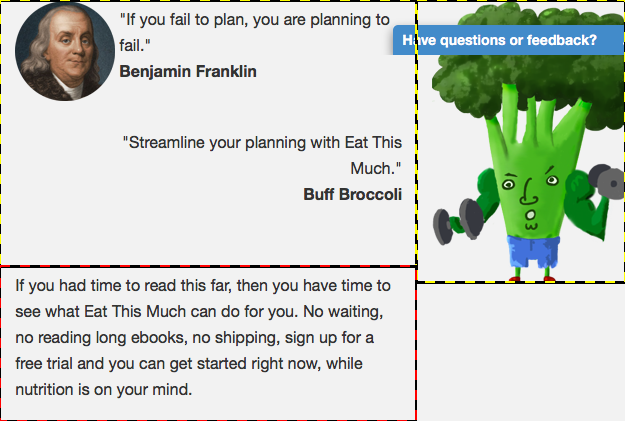 "If you fail to plan, you are planning to
fail."
Benjamin Franklin
Have questions or feedback?
"Streamline your planning with Eat This
Much."
Buff Broccoli
If you had time to read this far, then you have time to
see what Eat This Much can do for you. No waiting,
no reading long ebooks, no shipping, sign up for a
free trial and you can get started right now, while
nutrition is on your mind.